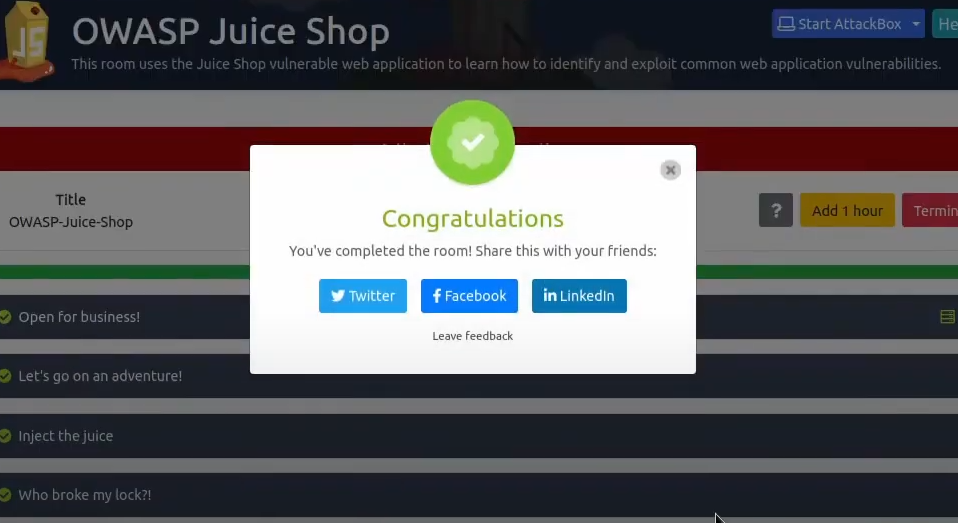 JS
OWASP Juice Shop
Start AttackBox
He
This room uses the Juice Shop vulnerable web application to learn how to identify and exploit common web application vulnerabilities.
Title
OWASP-Juice-Shop
?
Add 1 hour
Termin
Congratulations
You've completed the room! Share this with your friends:
Twitter
Facebook
LinkedIn
Leave feedback
Open for business!
Let's go on an adventure!
Inject the juice
Who broke my lock?!